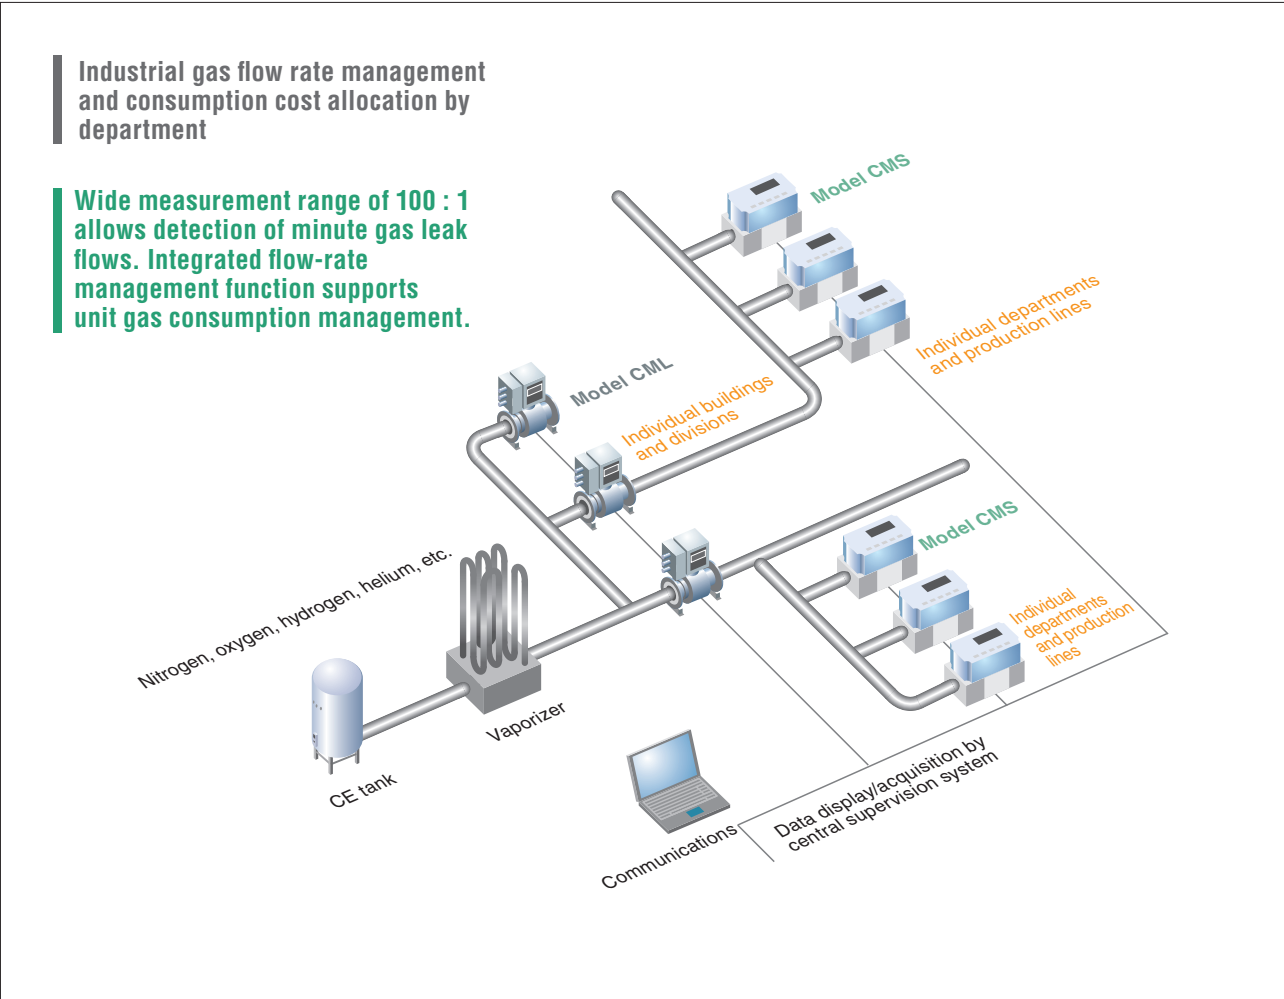 Industrial gas flow rate management
and consumption cost allocation by
department
Wide measurement range of 100 : 1
allows detection of minute gas leak
flows. Integrated flow-rate
management function supports
unit gas consumption management.
Model CMS
Individual departments
and production lines
Model CML
Individual buildings
and divisions
Model CMS
Individual
departments
and production
lines
Nitrogen, oxygen, hydrogen, helium, etc.
Vaporizer
CE tank
Communications
Data display/acquisition by
central supervision system